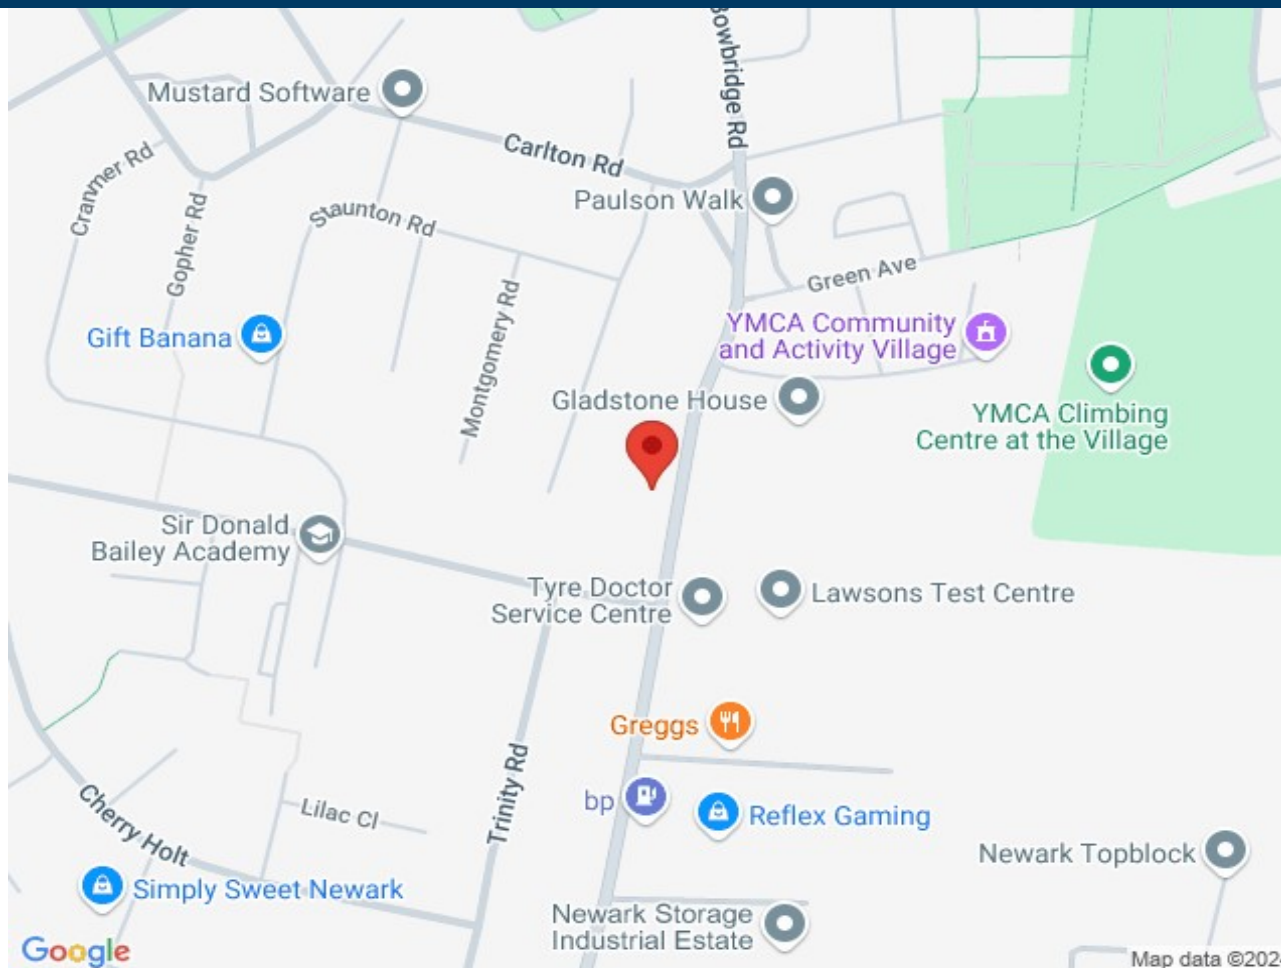 Bowbridge Rd
Mustard Software
Carlton Rd
Cranmer Rd
Paulson Walk
Staunton Rd
Gopher Rd
Green Ave
Montgomery Rd
Gift Banana
YMCA Community
and Activity Village
Gladstone House
YMCA Climbing
Centre at the Village
Sir Donald
Bailey Academy
Tyre Doctor
Service Centre
Lawsons Test Centre
Greggs
Trinity Rd
bp
Reflex Gaming
Lilac Cl
Cherry Holt
Newark Topblock
Simply Sweet Newark
Newark Storage
Industrial Estate
Google
Map data ©202